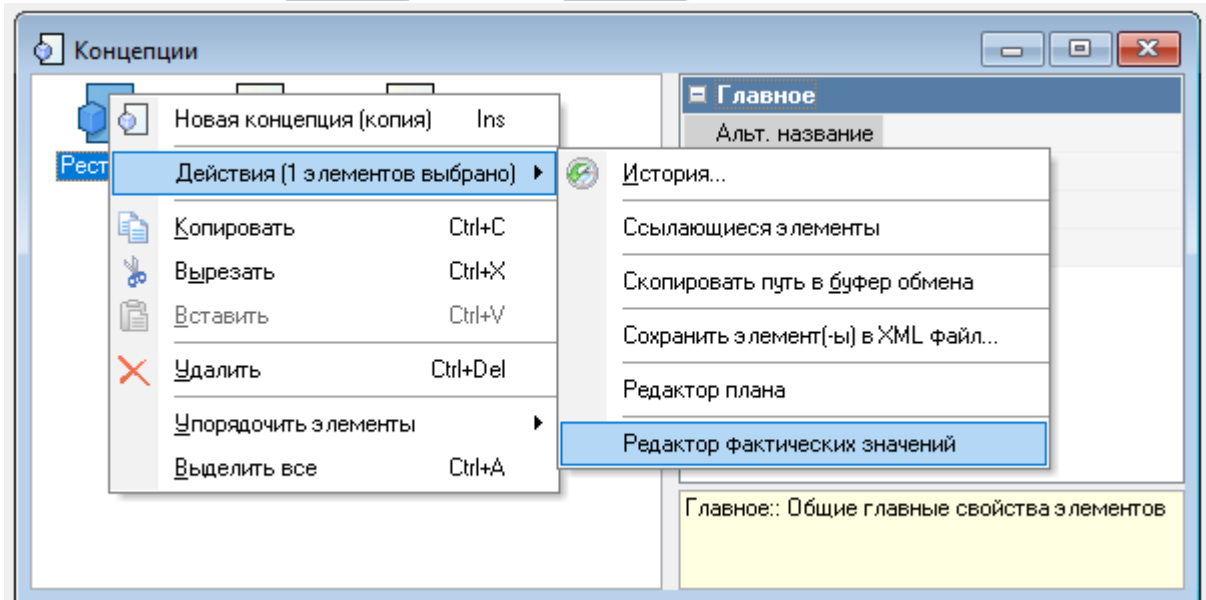 Концепции
Главное
Альт. название
Рест
Новая концепция (копия) Ins
Действия (1 элементов выбрано)
Копировать Ctrl+C
Вырезать Ctrl+X
Вставить Ctrl+V
Удалить Ctrl+Del
Упорядочить элементы
Выделить все Ctrl+A
История...
Ссылающиеся элементы
Скопировать путь в буфер обмена
Сохранить элемент(-ы) в XML файл...
Редактор плана
Редактор фактических значений
Главное:: Общие главные свойства элементов